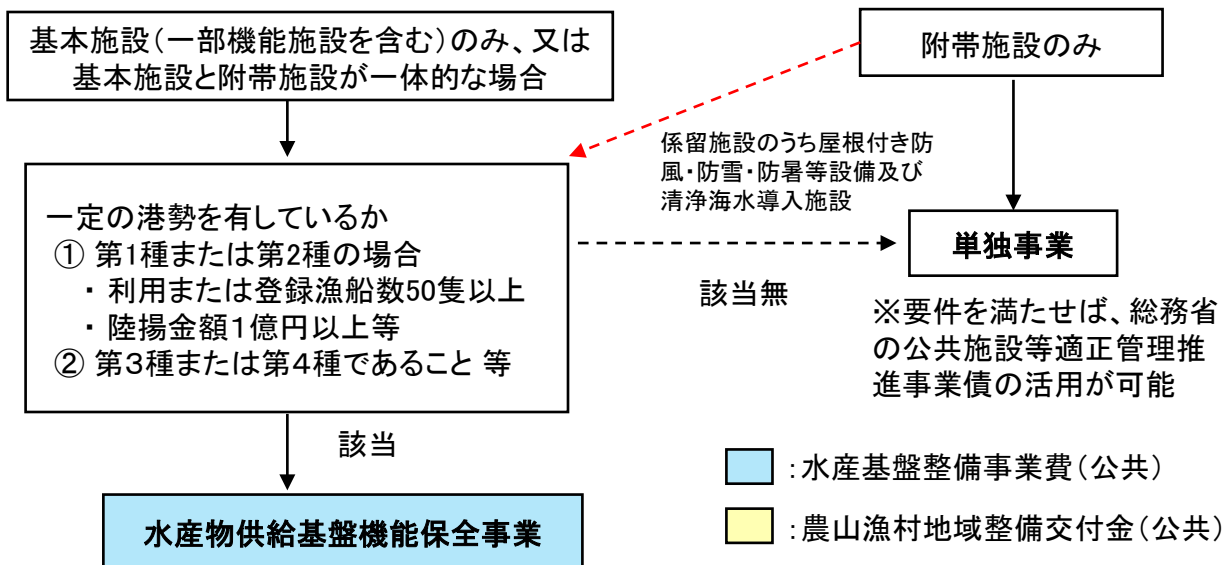 基本施設(一部機能施設を含む)のみ、又は
基本施設と附帯施設が一体的な場合
附帯施設のみ
係留施設のうち屋根付き防
風・防雪・防暑等設備及び
清浄海水導入施設
一定の港勢を有しているか
① 第1種または第2種の場合
・ 利用または登録漁船数50隻以上
・ 陸揚金額1億円以上等
② 第3種または第4種であること 等
該当無
単独事業
※要件を満たせば、総務省
の公共施設等適正管理推
進事業債の活用が可能
該当
水産物供給基盤機能保全事業
:水産基盤整備事業費(公共)
:農山漁村地域整備交付金(公共)